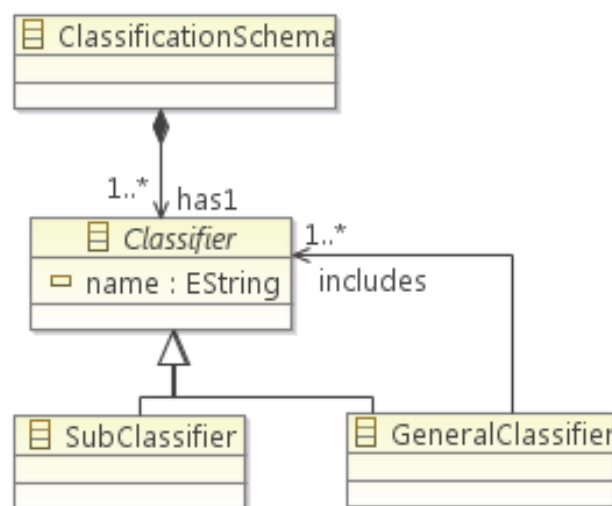 ClassificationSchema
1..*
has1
Classifier
1..*
name : EString
includes
SubClassifier
GeneralClassifier